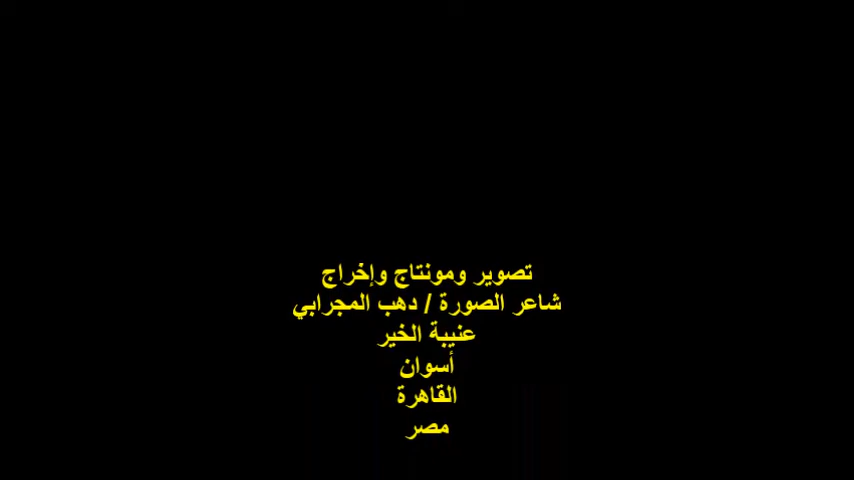 تصوير ومونتاج وإخراج
شاعر الصورة / دهب المجرابي
عنيبة الخير
أسوان
القاهرة
مصر